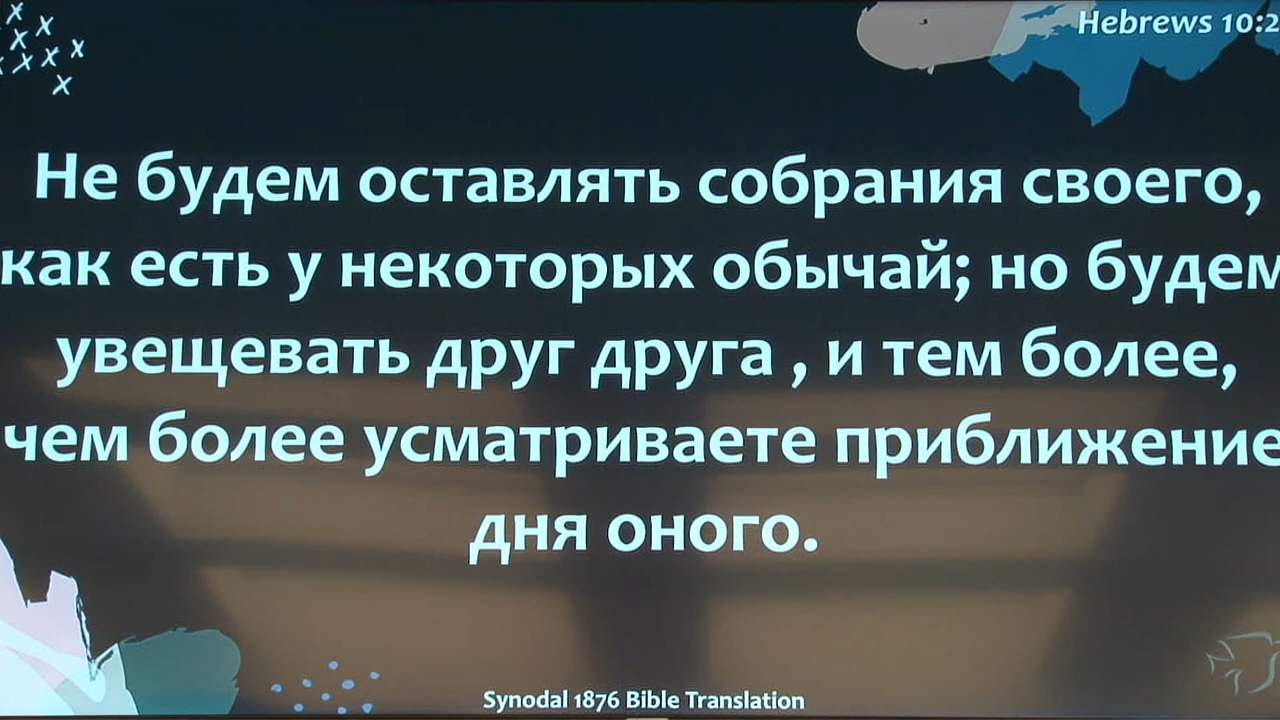 Hebrews 10:2
Не будем оставлять собрания своего,
как есть у некоторых обычай; но будем
увещевать друг друга , и тем более,
чем более усматриваете приближение
дня оного.
Synodal 1876 Bible Translation